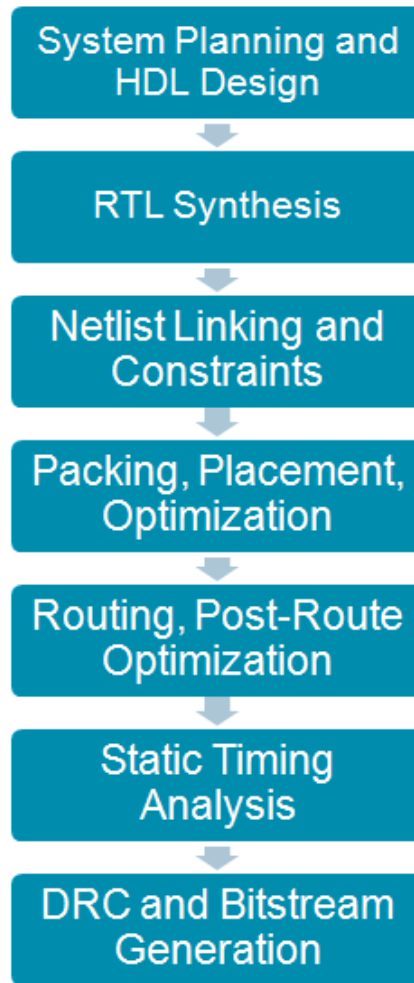 System Planning and
HDL Design
RTL Synthesis
Netlist Linking and
Constraints
Packing, Placement,
Optimization
Routing, Post-Route
Optimization
Static Timing
Analysis
DRC and Bitstream
Generation